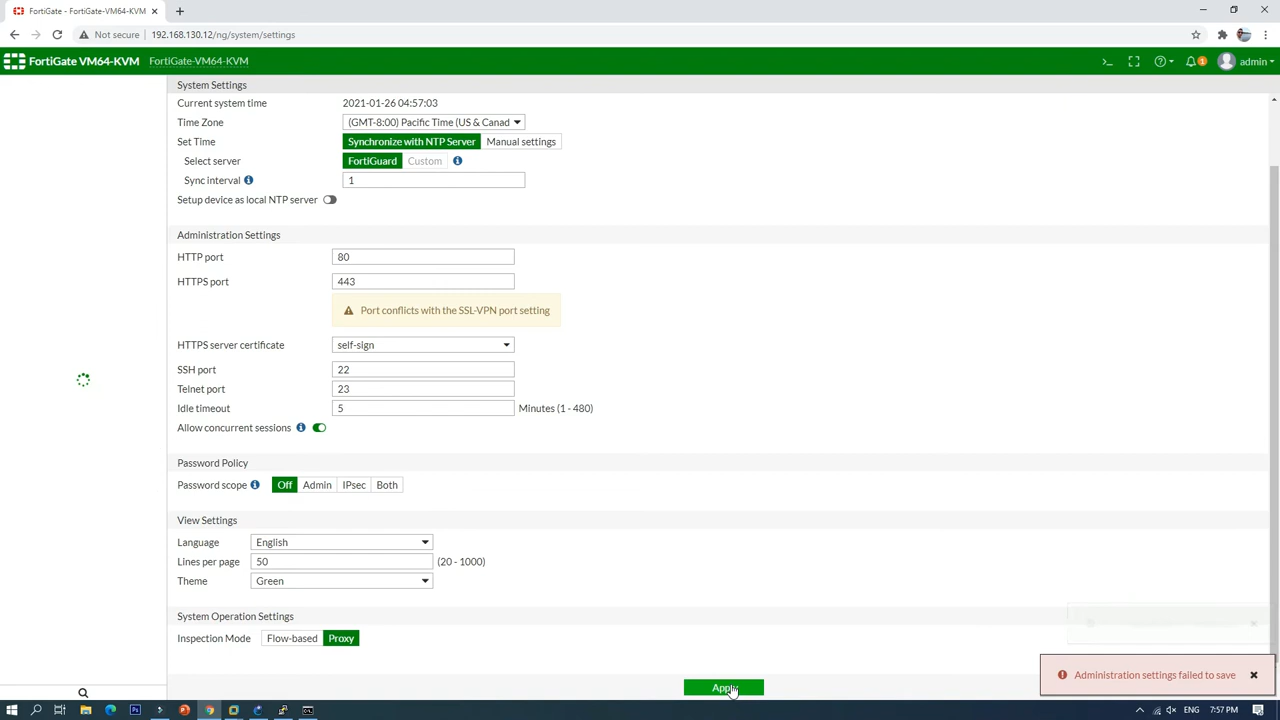 FortiGate - FortiGate-VM64-KVM
Not secure 192.168.130.12/ng/system/settings
FortiGate VM64-KVM FortiGate-VM64-KVM 1 admin
System Settings
Current system time 2021-01-26 04:57:03
Time Zone (GMT-8:00) Pacific Time (US & Canad
Set Time Synchronize with NTP Server Manual settings
Select server FortiGuard Custom
Sync interval 1
Setup device as local NTP server
Administration Settings
HTTP port 80
HTTPS port 443
Port conflicts with the SSL-VPN port setting
HTTPS server certificate self-sign
SSH port 22
Telnet port 23
Idle timeout 5 Minutes (1 - 480)
Allow concurrent sessions
Password Policy
Password scope Off Admin IPsec Both
View Settings
Language English
Lines per page 50 (20 - 1000)
Theme Green
System Operation Settings
Inspection Mode Flow-based Proxy
Administration settings failed to save
Apply
ENG 7:57 PM